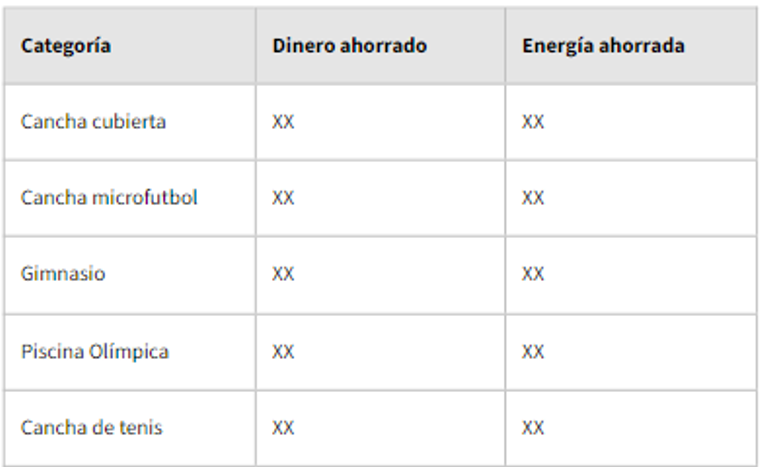 Categoría Dinero ahorrado Energía ahorrada
Cancha cubierta XX XX
Cancha microfutbol XX XX
Gimnasio XX XX
Piscina Olímpica XX XX
Cancha de tenis XX XX